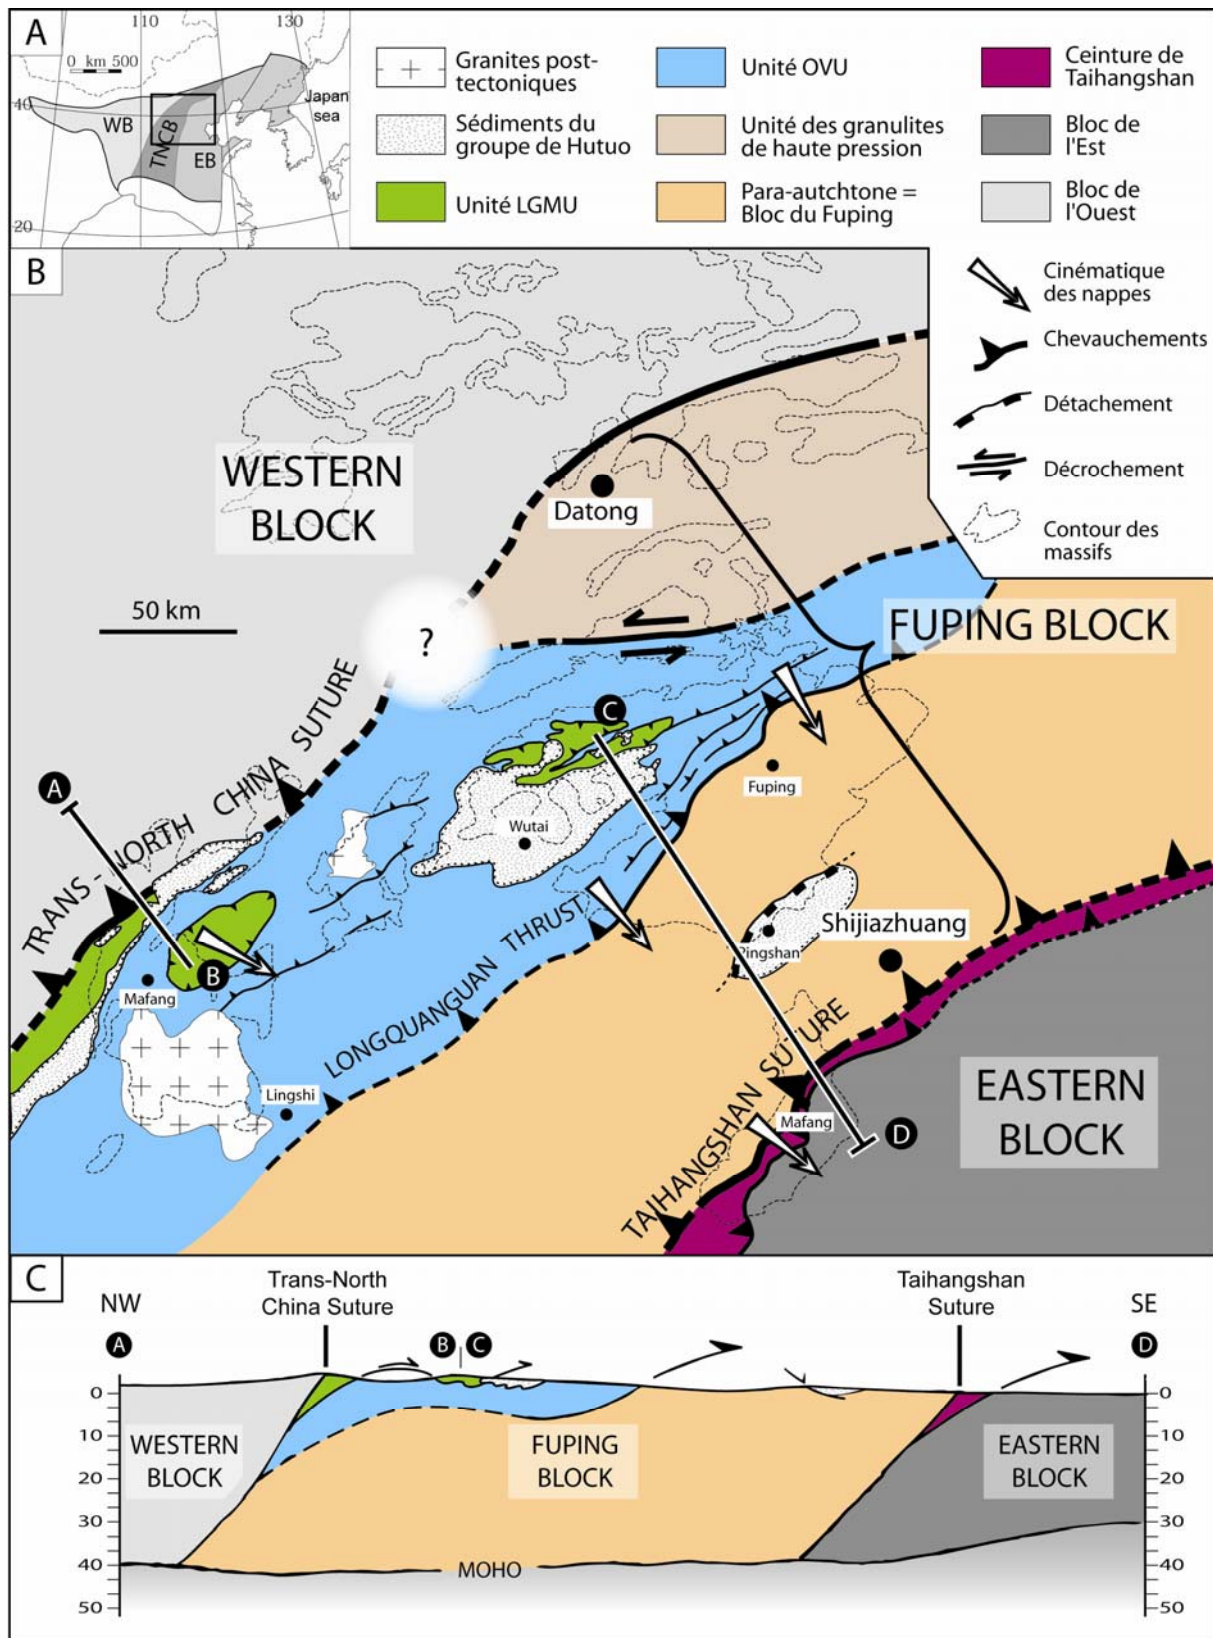 A
110
130
0 km 500
40
20
WB
TNCB
EB
Japan
sea
Granites post-
tectoniques
Sédiments du
groupe de Hutuo
Unité LGMU
Unité OVU
Unité des granulites
de haute pression
Para-autchtone =
Bloc du Fuping
Ceinture de
Taihangshan
Bloc de
l'Est
Bloc de
l'Ouest
Cinématique
des nappes
Chevauchements
Détachement
Décrochement
Contour des
massifs
B
WESTERN
BLOCK
Datong
50 km
?
FUPING BLOCK
TRANS - NORTH CHINA SUTURE
A
C
Fuping
Wutai
B
Mafang
LONGQUANGUAN THRUST
Pingshan
Shijiazhuang
Lingshi
TAIHANGSHAN SUTURE
Mafang
D
EASTERN
BLOCK
C
NW
Trans-North
China Suture
Taihangshan
Suture
SE
A
B
C
D
0
10
20
30
40
50
WESTERN
BLOCK
FUPING
BLOCK
EASTERN
BLOCK
MOHO
0
10
20
30
40
50